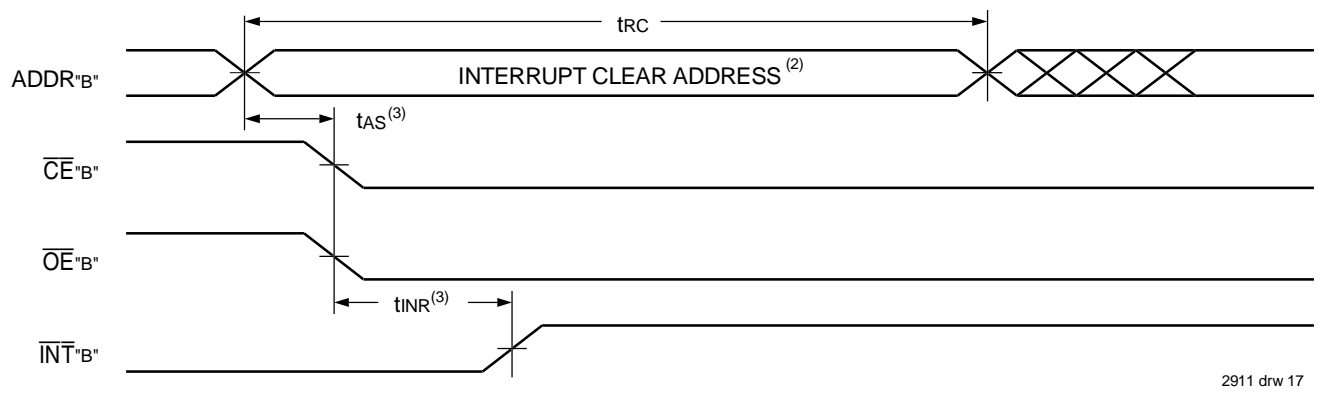 tRC
ADDR"B"
INTERRUPT CLEAR ADDRESS (2)
tAS(3)
CE"B"
OE"B"
tINR(3)
INT"B"
2911 drw 17